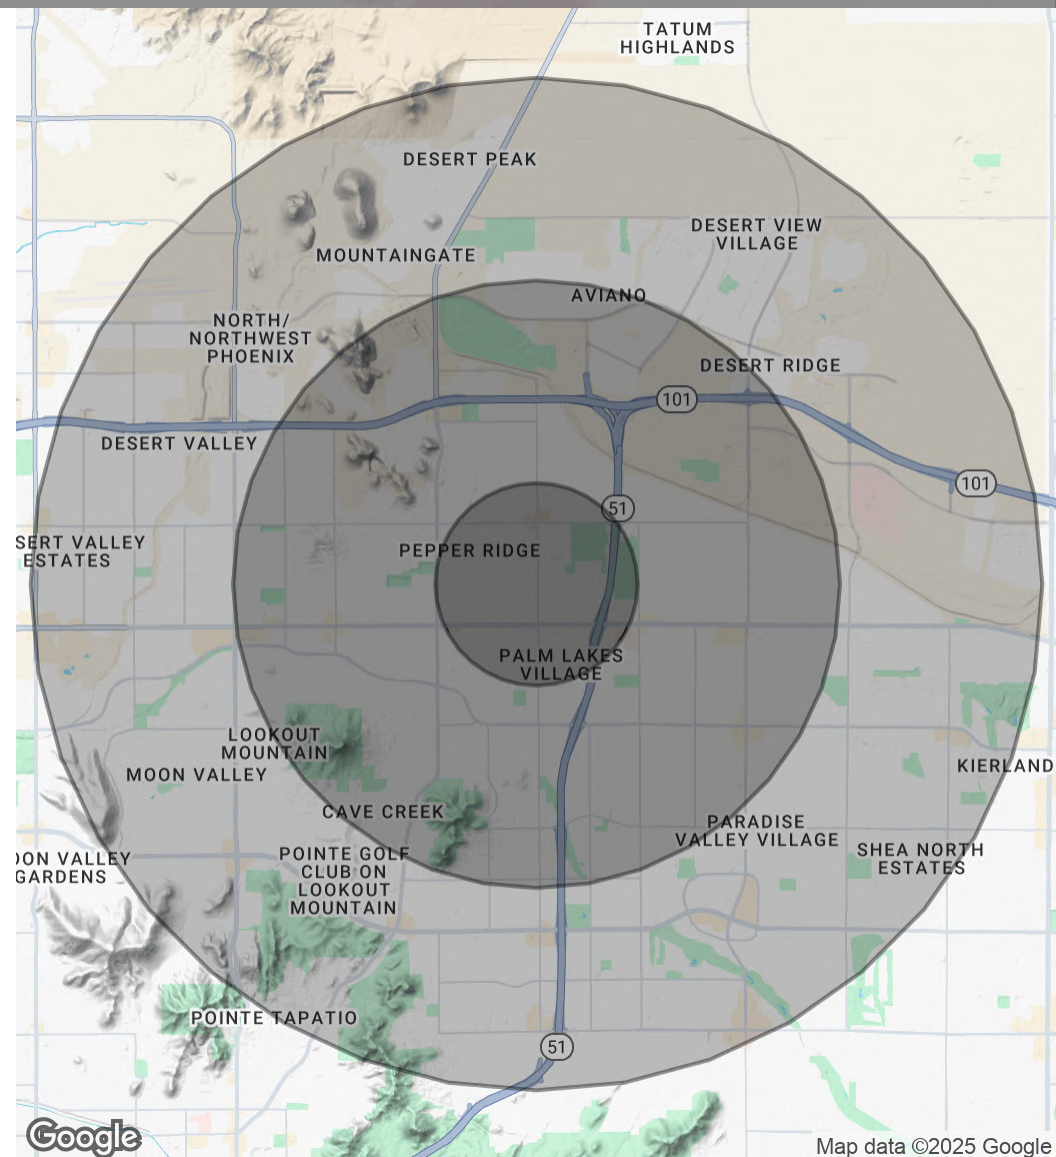 TATUM
HIGHLANDS
DESERT PEAK
DESERT VIEW
VILLAGE
MOUNTAINGATE
AVIANO
NORTH/
NORTHWEST
PHOENIX
DESERT RIDGE
101
DESERT VALLEY
101
51
SERT VALLEY
ESTATES
PEPPER RIDGE
PALM LAKES
VILLAGE
LOOKOUT
MOUNTAIN
MOON VALLEY
KIERLAND
CAVE CREEK
PARADISE
VALLEY VILLAGE
OON VALLEY
GARDENS
POINTE GOLF
CLUB ON
LOOKOUT
MOUNTAIN
SHEA NORTH
ESTATES
POINTE TAPATIO
51
Google
Map data ©2025 Google